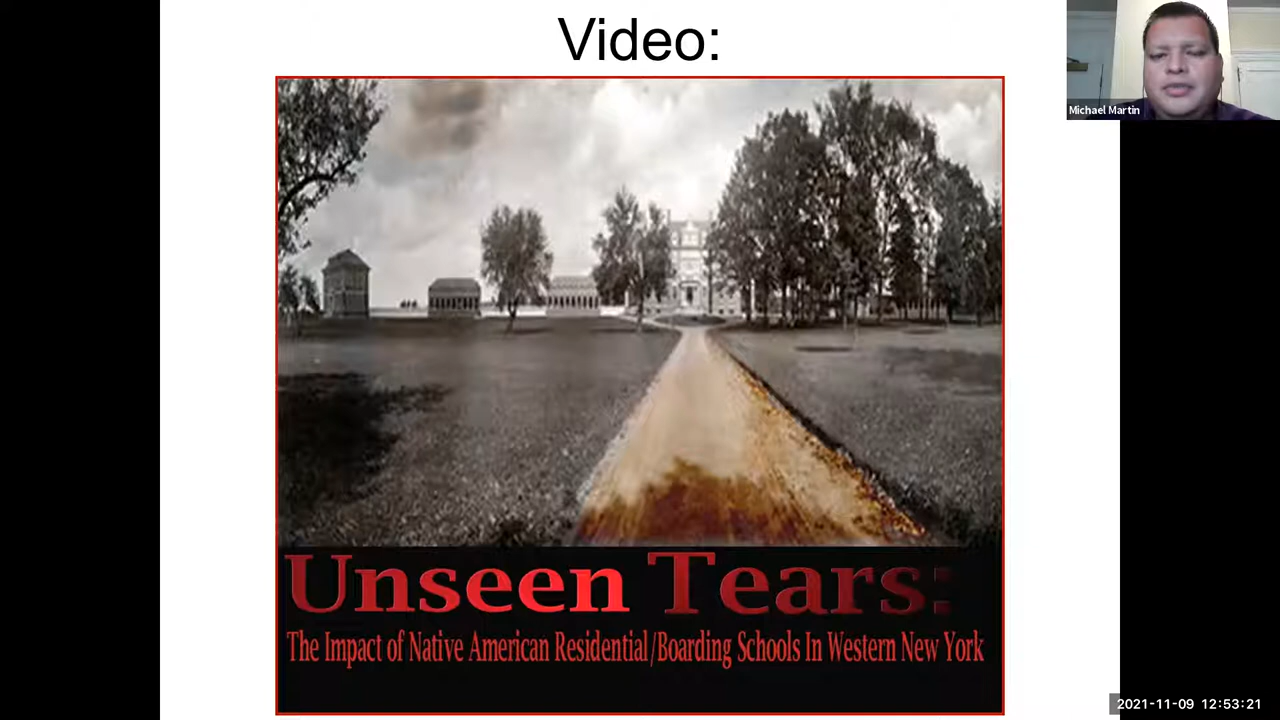 Video:
Michael Martin
Unseen Tears:
The Impact of Native American Residential/Boarding Schools In Western New York
2021-11-09 12:53:21